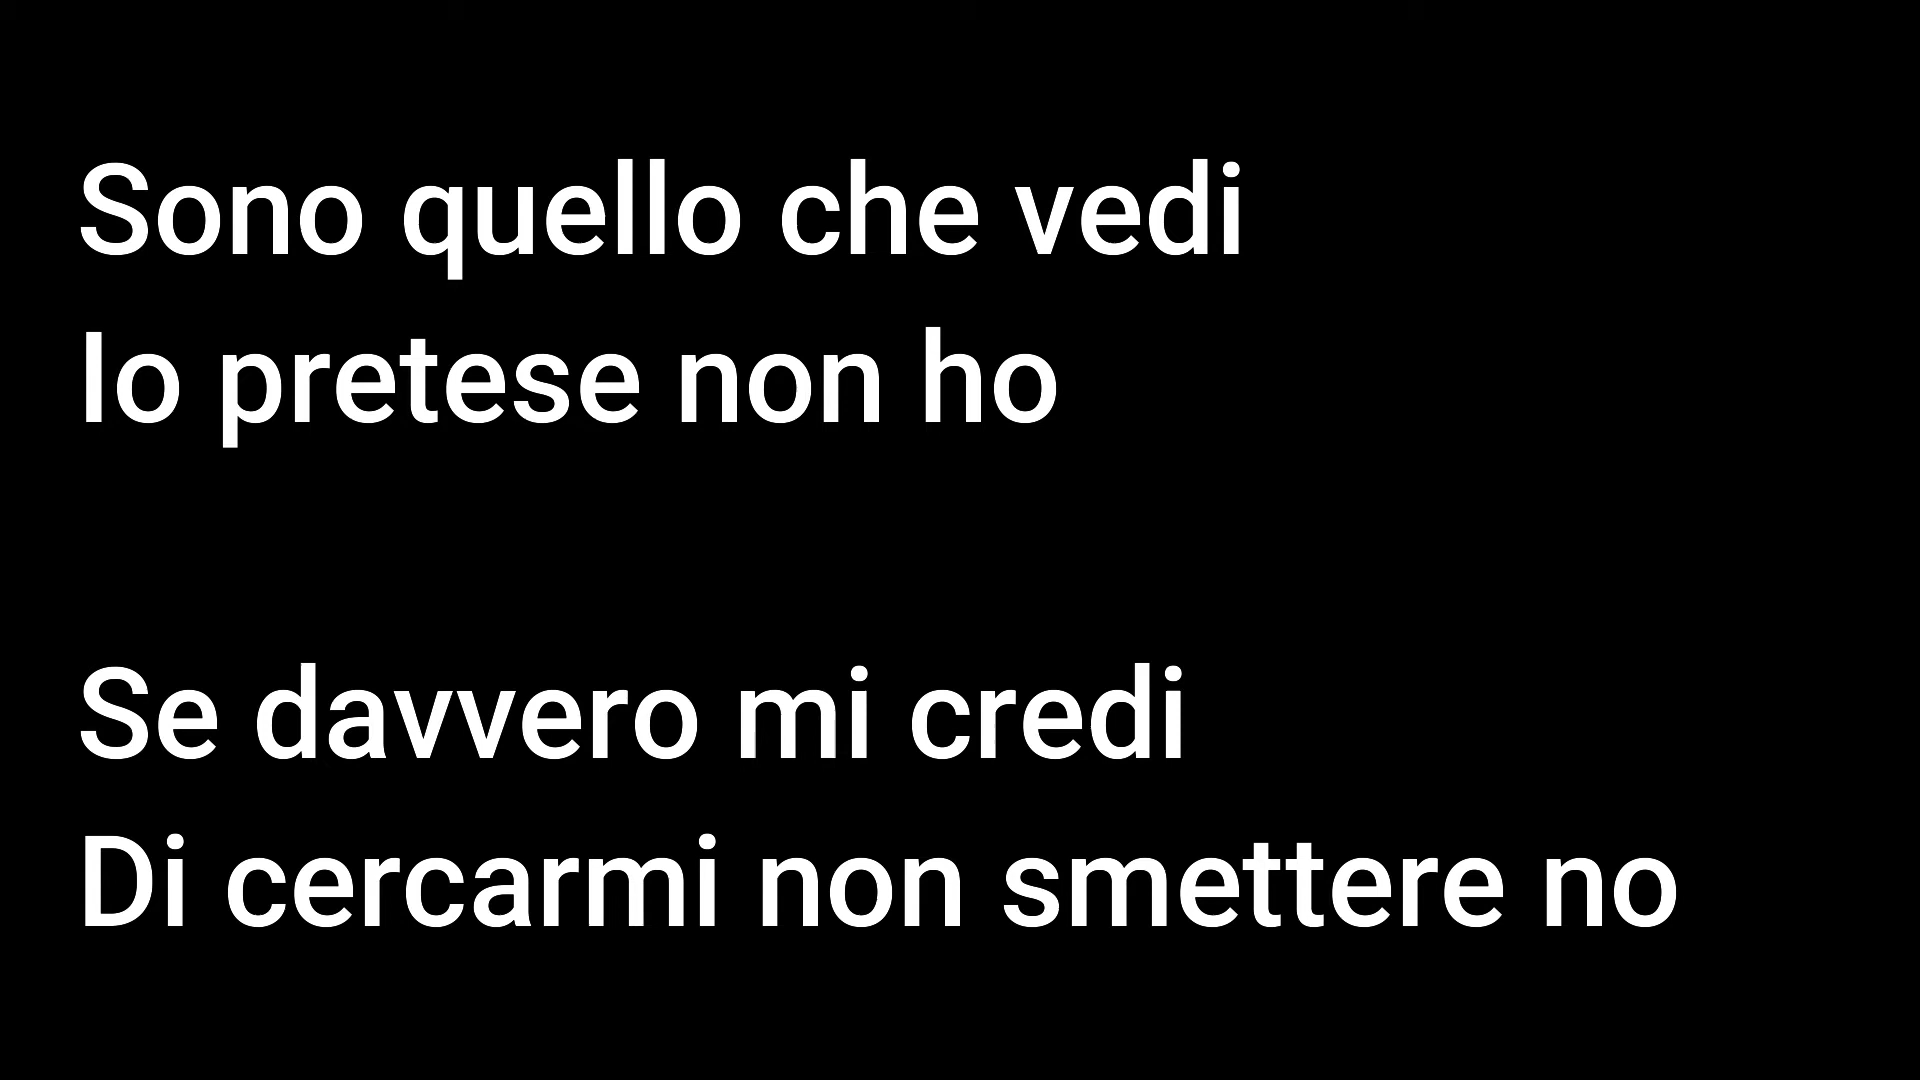 Sono quello che vedi
Io pretese non ho
Se davvero mi credi
Di cercarmi non smettere no